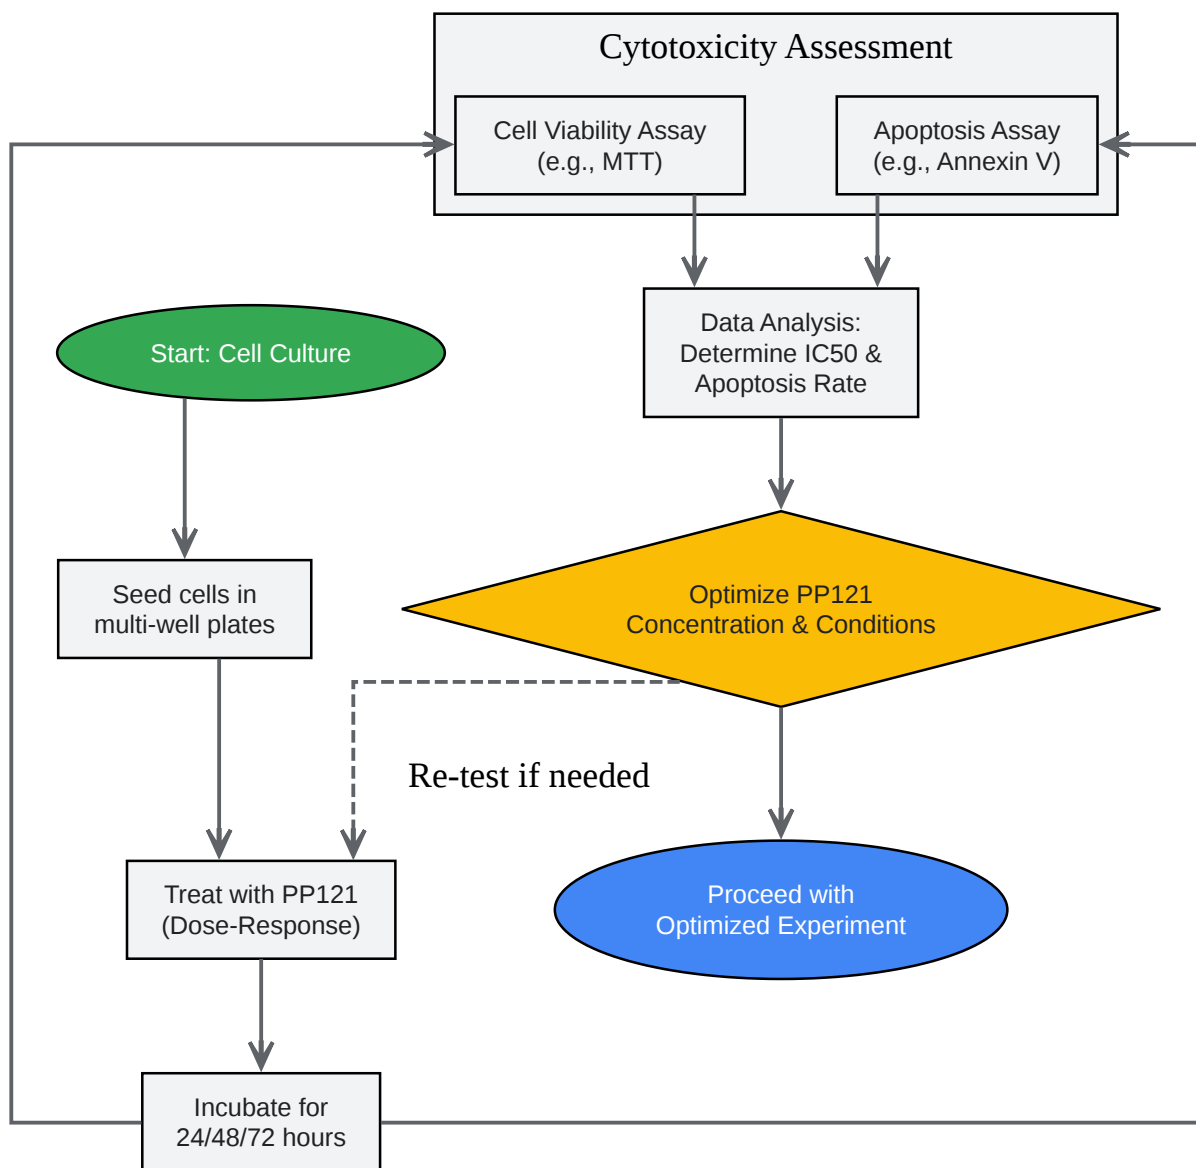 Cytotoxicity Assessment
Cell Viability Assay
(e.g., MTT)
Apoptosis Assay
(e.g., Annexin V)
Data Analysis:
Determine IC50 &
Apoptosis Rate
Start: Cell Culture
Seed cells in
multi-well plates
Optimize PP121
Concentration & Conditions
Re-test if needed
Treat with PP121
(Dose-Response)
Proceed with
Optimized Experiment
Incubate for
24/48/72 hours